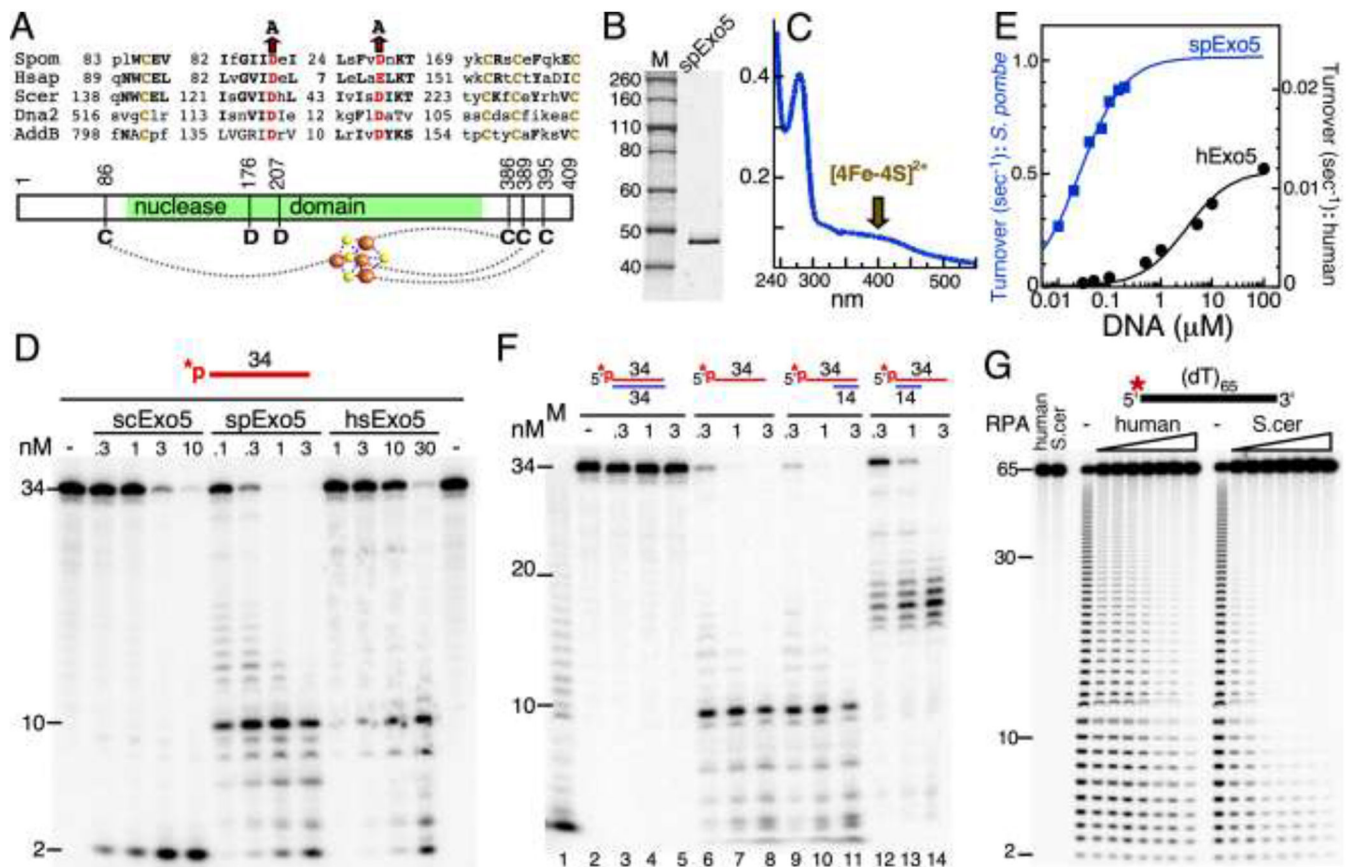 A
A A
Spom 83 plWCEV 82 IfGIIDeI 24 LlsFvDnKT 169 ykCRsCeFqkEC
Hsap 89 qNWCEL 82 LvGVIDeL 7 LeLaELKT 151 weCRyCtYaDIC
Scer 138 qNWCEL 121 IsGVIDhL 43 IvIsDIKT 223 tyCKfCeYrhVC
Dna2 516 svgClr 113 IsnVIDIe 12 kgFlDaTv 105 ssCdsCfikesC
AddB 798 fNACpf 135 LVGRIDrV 10 LrIvDYKS 154 tpCtyCaFksVC
1 86 176 207 386 389 395 409
nuclease domain
C D D C C C
B
M spExo5
260
160
110
80
60
50
40
C
0.4
0.2
[4Fe-4S]²⁺
240 300 400 500
nm
D
*p 34
scExo5 spExo5 hsExo5
nM - .3 1 3 10 .1 .3 1 3 1 3 10 30 -
34
10
2
E
Turnover (sec⁻¹): S. pombe
1.0
0.5
0
spExo5
hExo5
0.02
0.01
0
Turnover (sec⁻¹): human
0.01 0.1 1 10 100
DNA (μM)
F
5'*p 34 5'*p 34 5'*p 34 5'*p 34
34 14 14
nM M - .3 1 3 .3 1 3 .3 1 3 .3 1 3
34
20
10
1 2 3 4 5 6 7 8 9 10 11 12 13 14
G
* (dT)₆₅
5' 3'
RPA human S.cer - human - S.cer
65
30
10
2